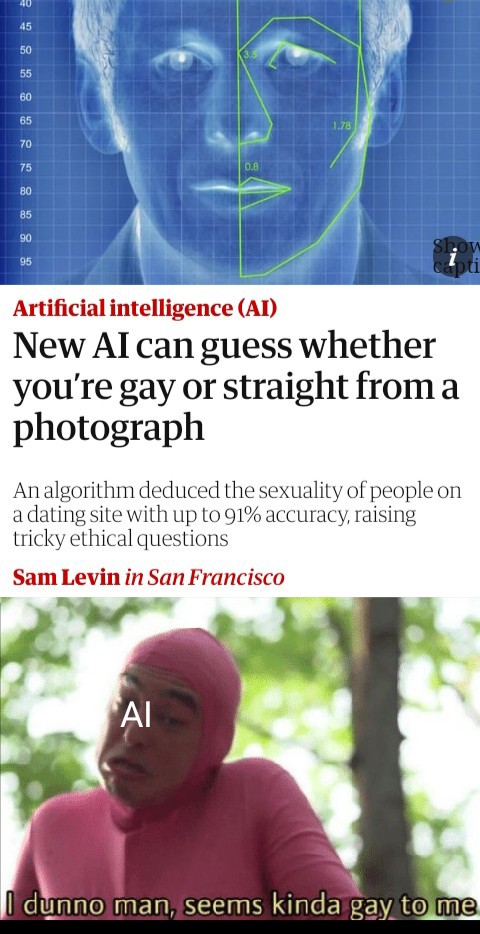 40
45
50
3.5
55
60
65
1.78
70
75
0.8
80
85
90
Show
i
95
capti
Artificial intelligence (AI)
New AI can guess whether
you're gay or straight from a
photograph
An algorithm deduced the sexuality of people on
a dating site with up to 91% accuracy, raising
tricky ethical questions
Sam Levin in San Francisco
AI
I dunno man, seems kinda gay to me